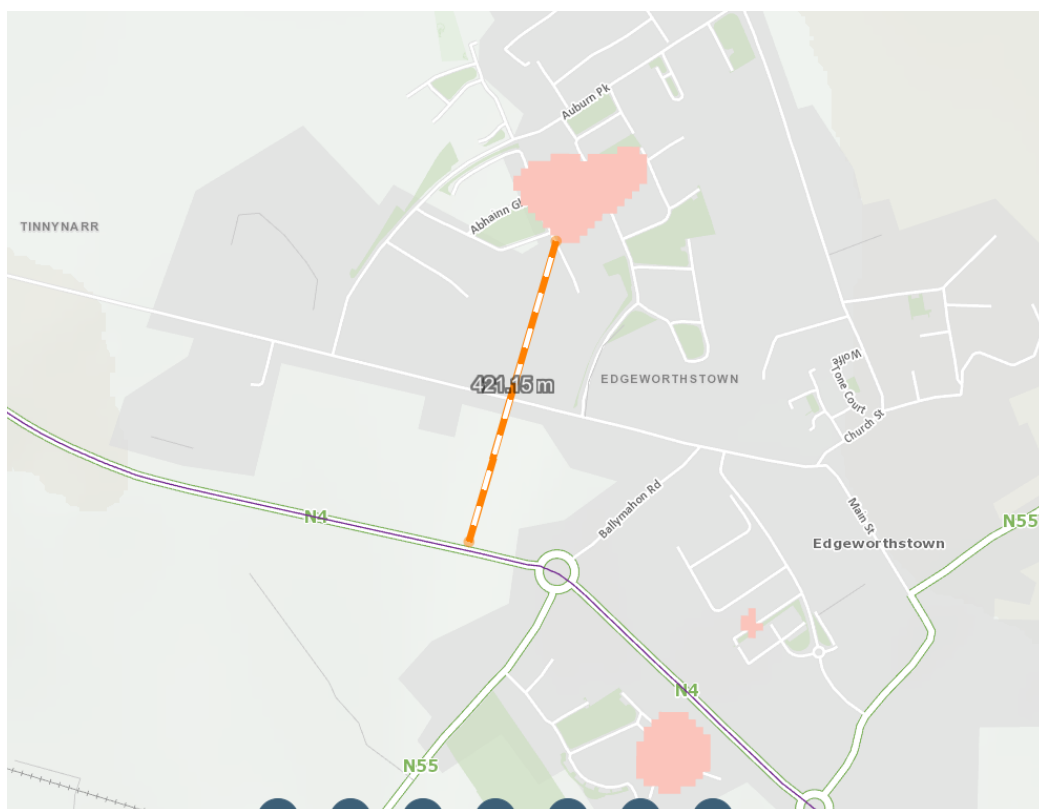 Auburn Pk
Abhainn Gl
TINNYNARR
EDGEWORTHSTOWN
421.15 m
Wolfe
Tone Court
Church St
Ballymahon Rd
Main St
N4
N55
Edgeworthstown
N4
N55